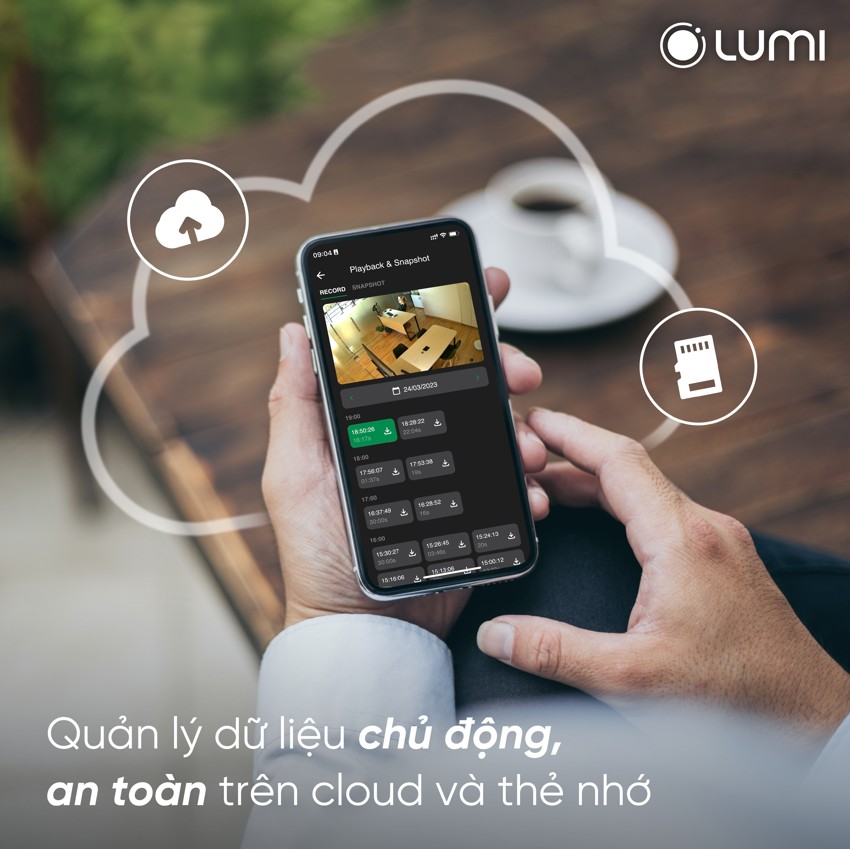 LUMI
09:04
Playback & Snapshot
RECORD SNAPSHOT
24/03/2023
19:00
18:50:26 18:28:22
16:17s 22:04s
18:00
17:56:07 17:53:38
01:37s 19s
17:00
16:37:49 16:28:52
30:00s 16s
16:00
15:30:27 15:26:45 15:24:13
30:00s 03:46s 20s
15:16:06 15:13:06 15:00:12
Quản lý dữ liệu chủ động,
an toàn trên cloud và thẻ nhớ